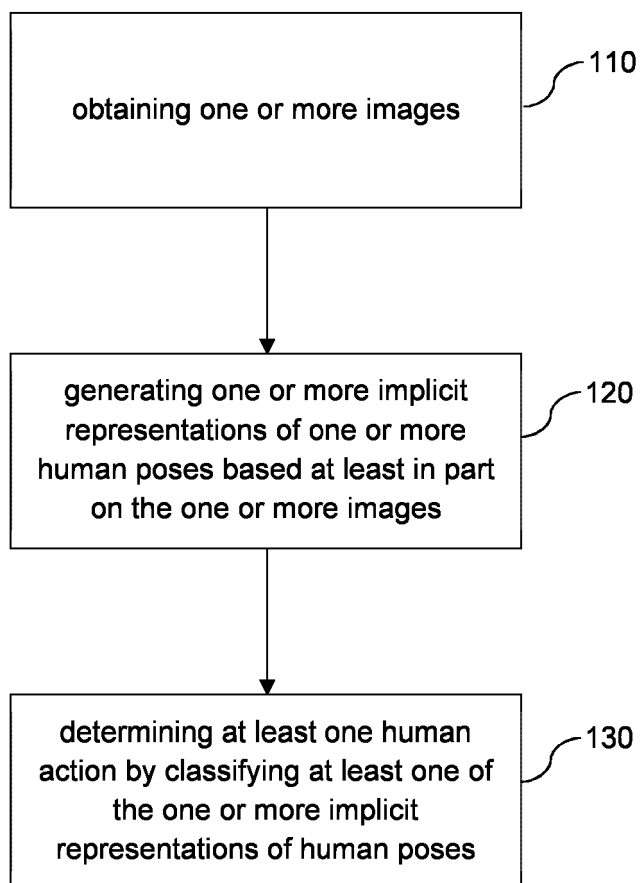 obtaining one or more images
110
generating one or more implicit
representations of one or more
human poses based at least in part
on the one or more images
120
determining at least one human
action by classifying at least one of
the one or more implicit
representations of human poses
130